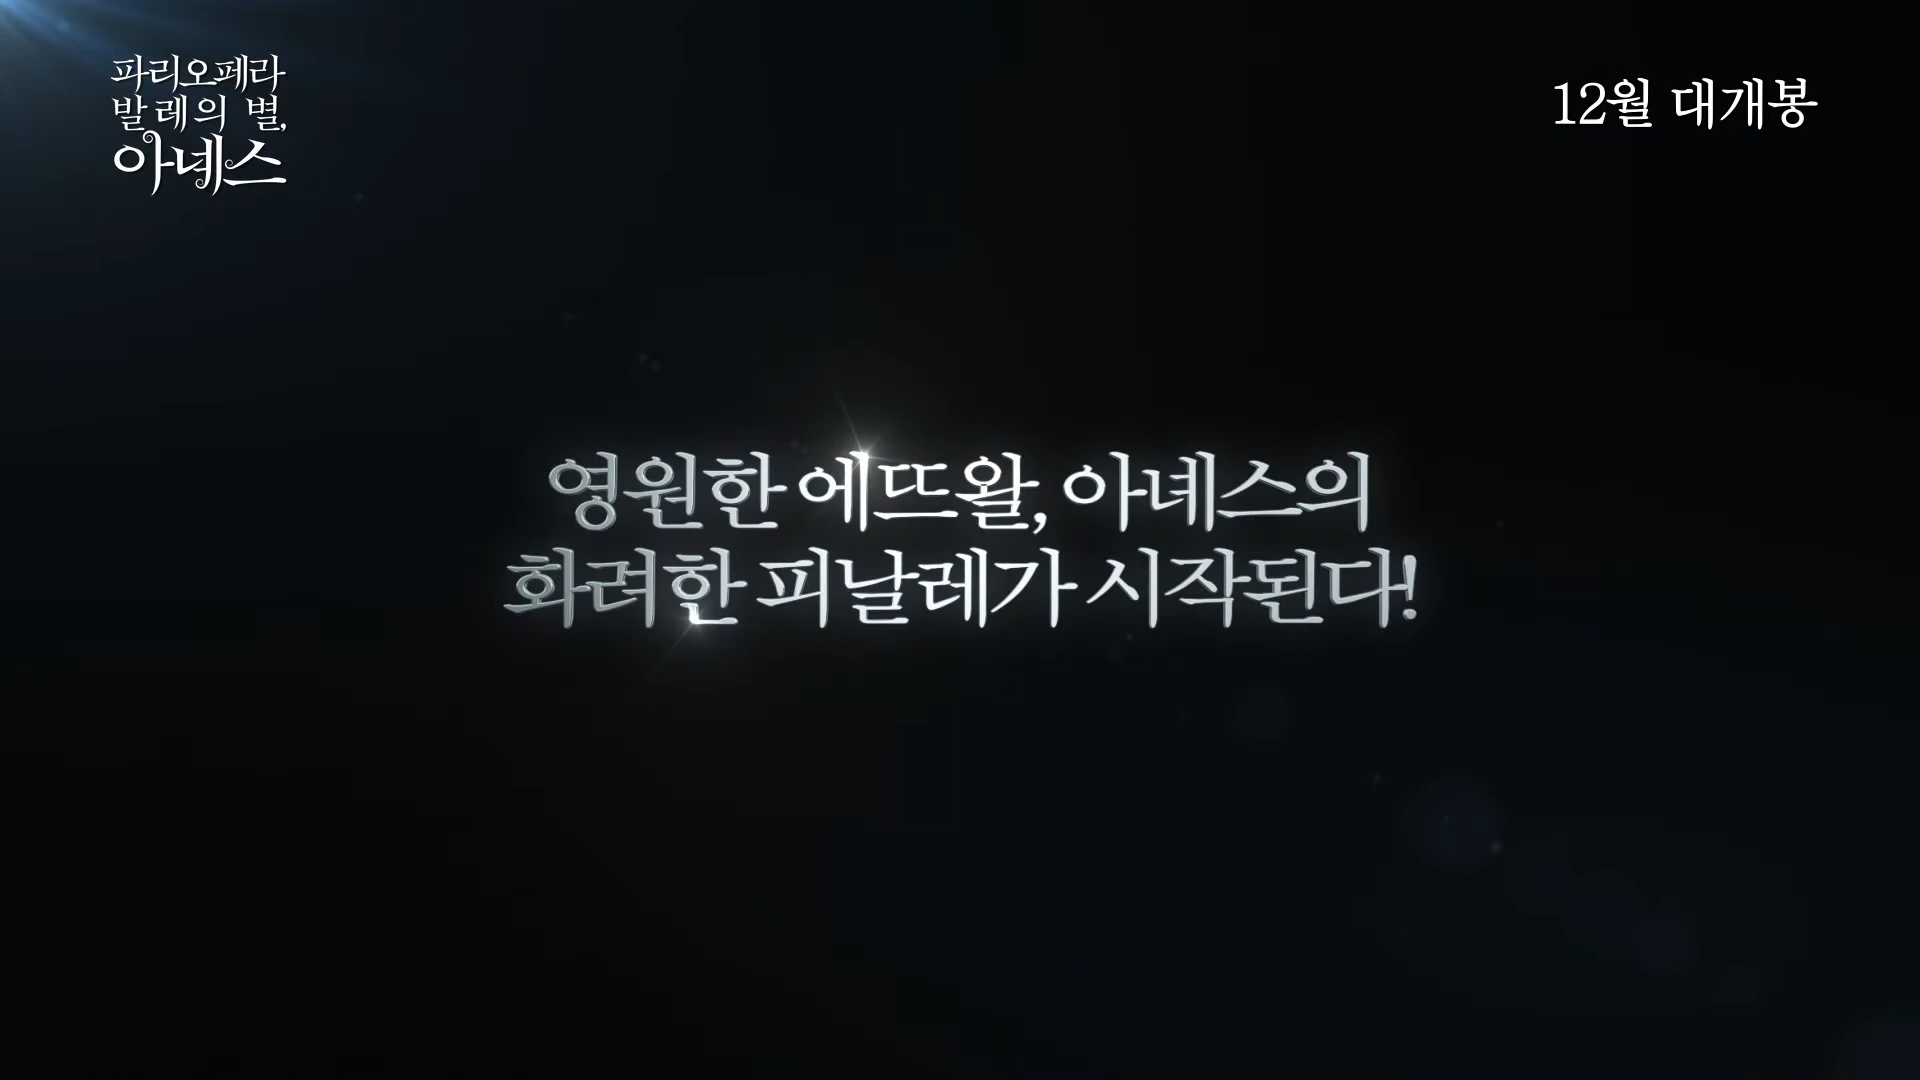 파리오페라
발레의 별,
아녜스
12월 대개봉
영원한 에뜨왈, 아녜스의
화려한 피날레가 시작된다!